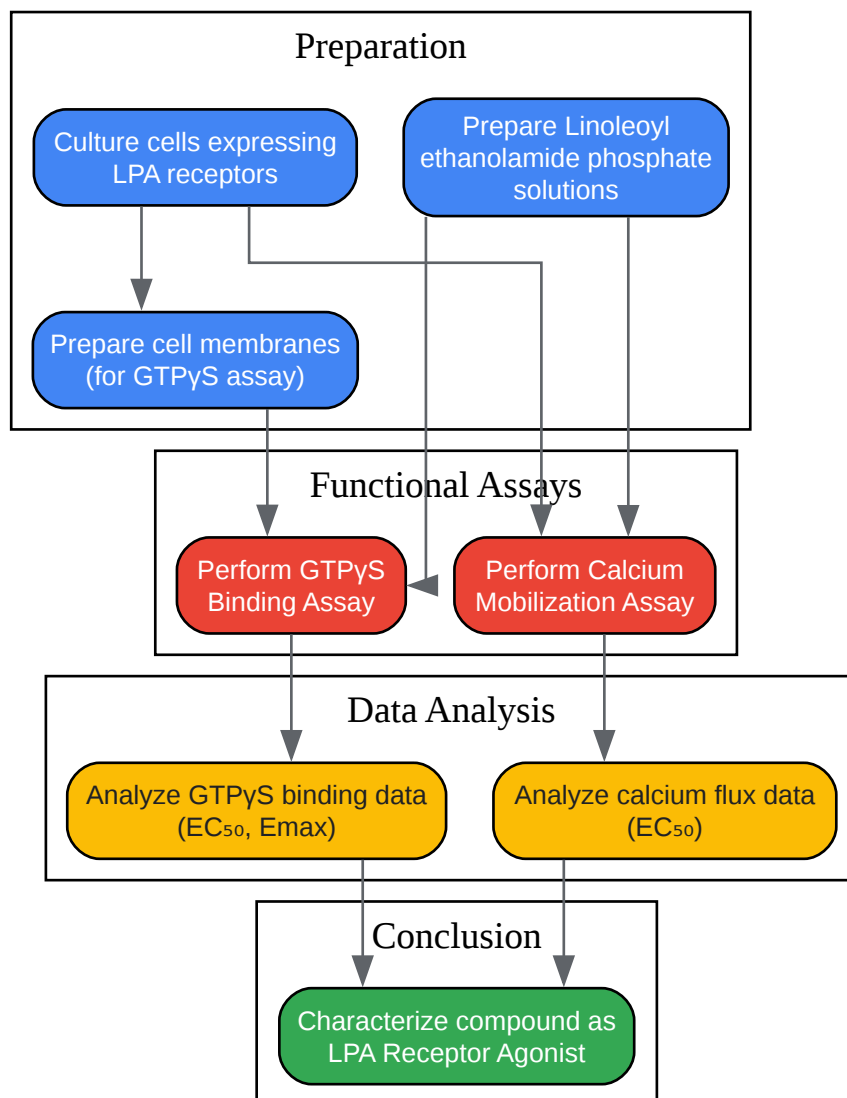 Preparation
Culture cells expressing
LPA receptors
Prepare Linoleoyl
ethanolamide phosphate
solutions
Prepare cell membranes
(for GTPγS assay)
Functional Assays
Perform GTPγS
Binding Assay
Perform Calcium
Mobilization Assay
Data Analysis
Analyze GTPγS binding data
(EC₅₀, Emax)
Analyze calcium flux data
(EC₅₀)
Conclusion
Characterize compound as
LPA Receptor Agonist